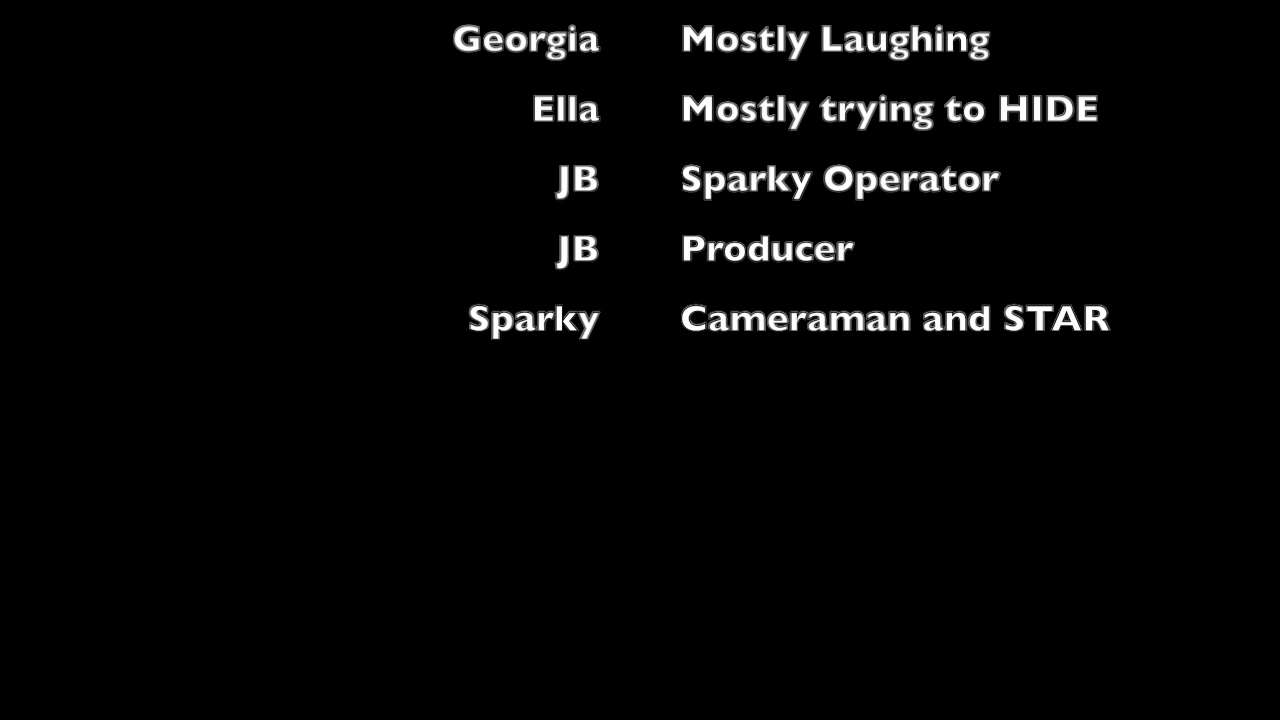 Georgia Mostly Laughing
Ella Mostly trying to HIDE
JB Sparky Operator
JB Producer
Sparky Cameraman and STAR